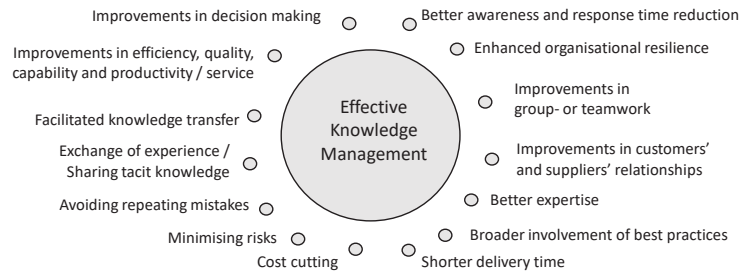 Improvements in decision making
Better awareness and response time reduction
Improvements in efficiency, quality,
capability and productivity / service
Enhanced organisational resilience
Effective
Knowledge
Management
Improvements in
group- or teamwork
Facilitated knowledge transfer
Exchange of experience /
Sharing tacit knowledge
Improvements in customers'
and suppliers' relationships
Avoiding repeating mistakes
Better expertise
Minimising risks
Broader involvement of best practices
Cost cutting
Shorter delivery time